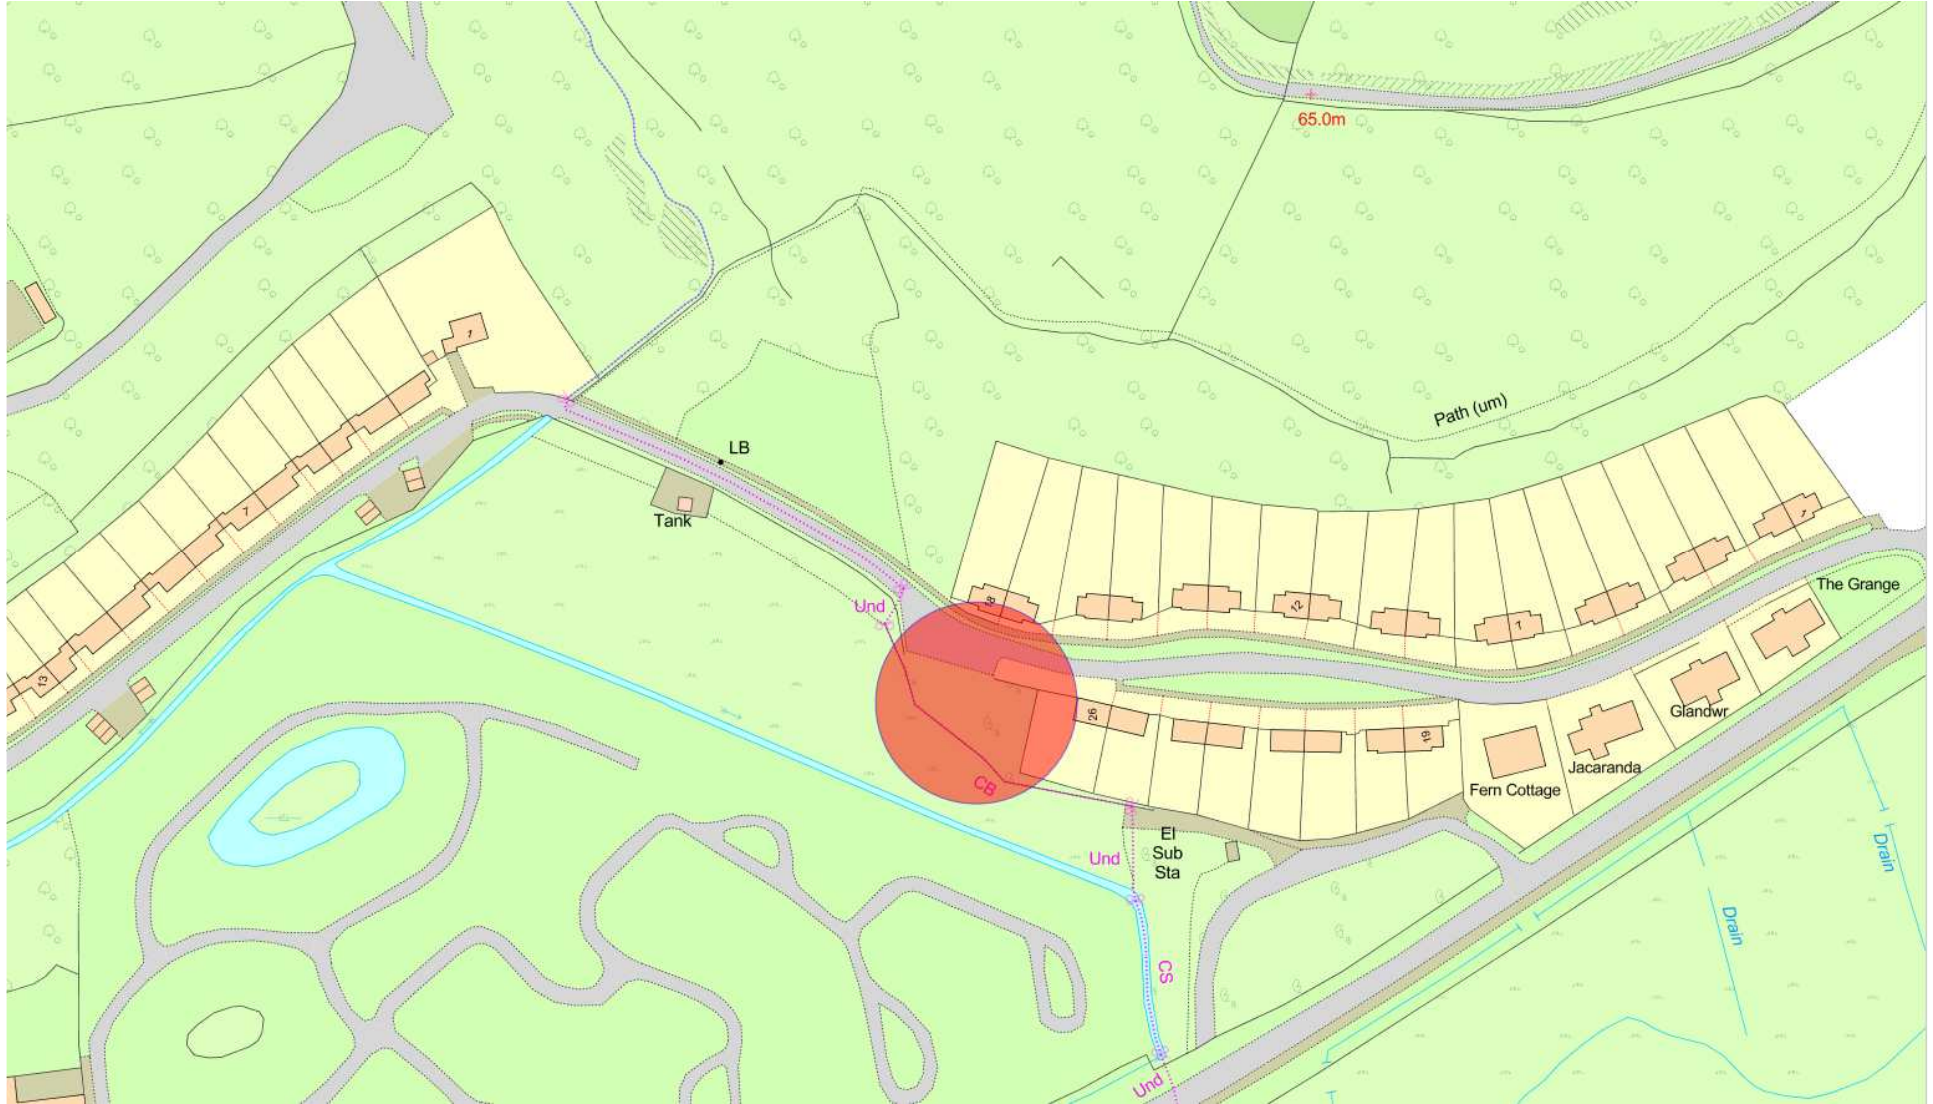 65.0m
1
Path (um)
LB
7
1
Tank
The Grange
18
12
Und
7
13
Glandwr
26
19
Jacaranda
CB
Fern Cottage
El
Sub
Sta
Und
Drain
Drain
CS
Und